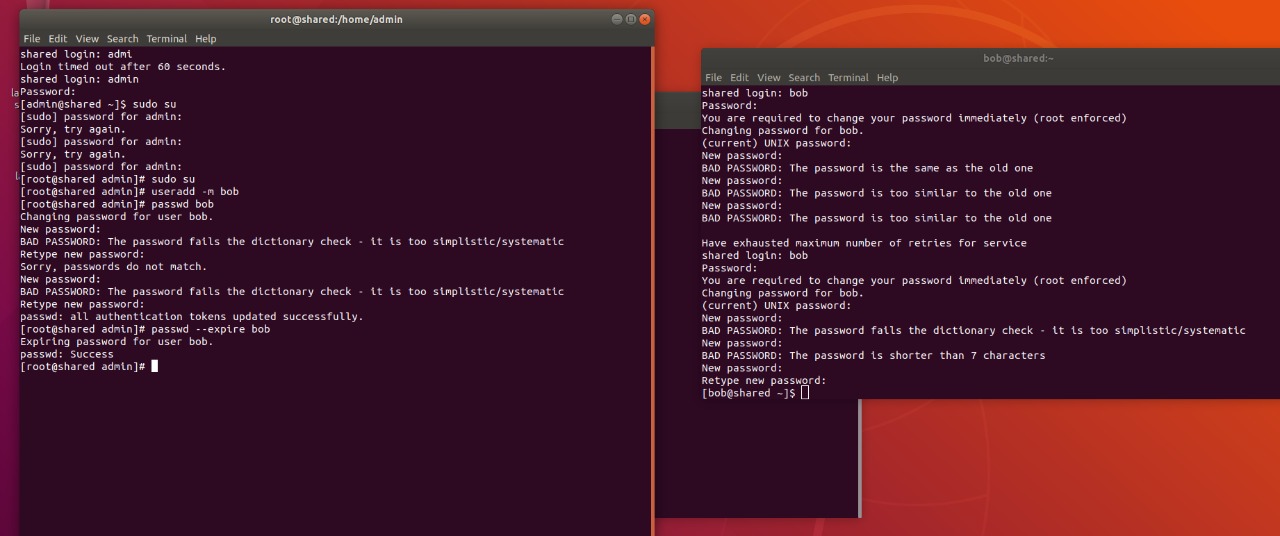 root@shared:/home/admin
File Edit View Search Terminal Help
shared login: admi
Login timed out after 60 seconds.
shared login: admin
Password:
[admin@shared ~]$ sudo su
[sudo] password for admin:
Sorry, try again.
[sudo] password for admin:
Sorry, try again.
[sudo] password for admin:
[root@shared admin]# sudo su
[root@shared admin]# useradd -m bob
[root@shared admin]# passwd bob
Changing password for user bob.
New password:
BAD PASSWORD: The password fails the dictionary check - it is too simplistic/systematic
Retype new password:
Sorry, passwords do not match.
New password:
BAD PASSWORD: The password fails the dictionary check - it is too simplistic/systematic
Retype new password:
passwd: all authentication tokens updated successfully.
[root@shared admin]# passwd --expire bob
Expiring password for user bob.
passwd: Success
[root@shared admin]#
bob@shared:~
File Edit View Search Terminal Help
shared login: bob
Password:
You are required to change your password immediately (root enforced)
Changing password for bob.
(current) UNIX password:
New password:
BAD PASSWORD: The password is the same as the old one
New password:
BAD PASSWORD: The password is too similar to the old one
New password:
BAD PASSWORD: The password is too similar to the old one
Have exhausted maximum number of retries for service
shared login: bob
Password:
You are required to change your password immediately (root enforced)
Changing password for bob.
(current) UNIX password:
New password:
BAD PASSWORD: The password fails the dictionary check - it is too simplistic/systematic
New password:
BAD PASSWORD: The password is shorter than 7 characters
New password:
Retype new password:
[bob@shared ~]$